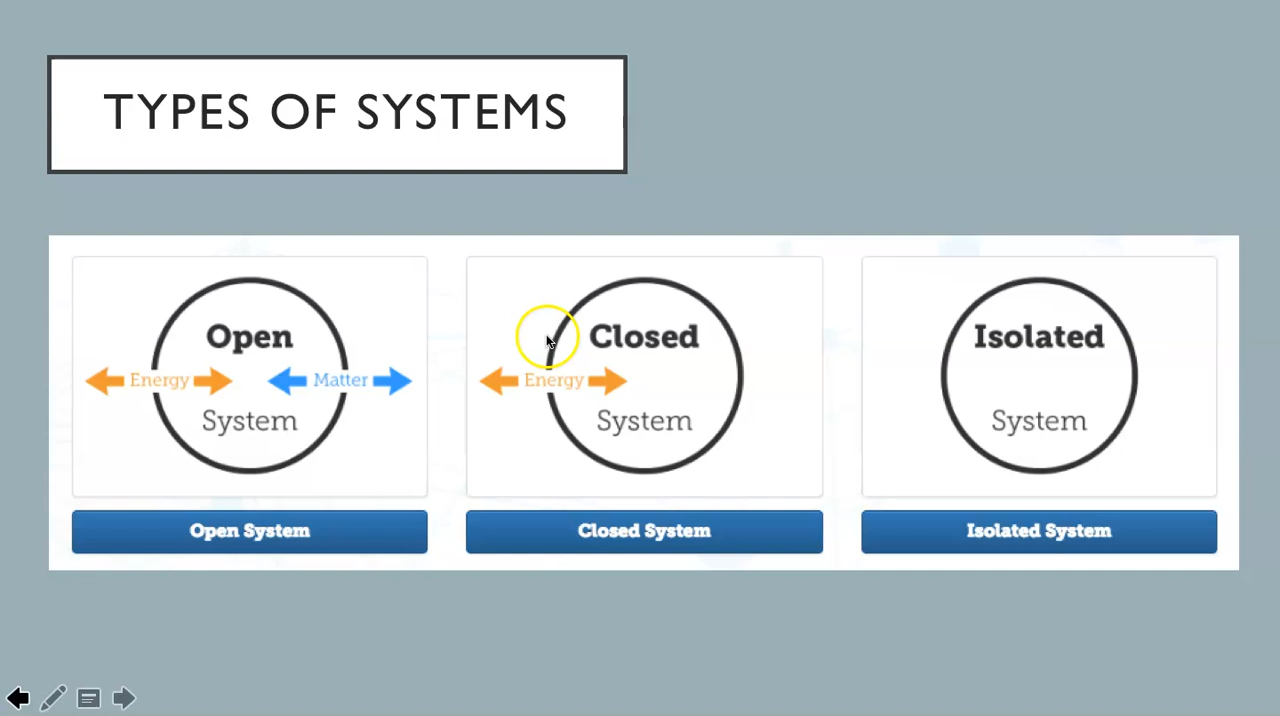 TYPES OF SYSTEMS
Open
Energy
Matter
System
Closed
Energy
System
Isolated
System
Open System
Closed System
Isolated System